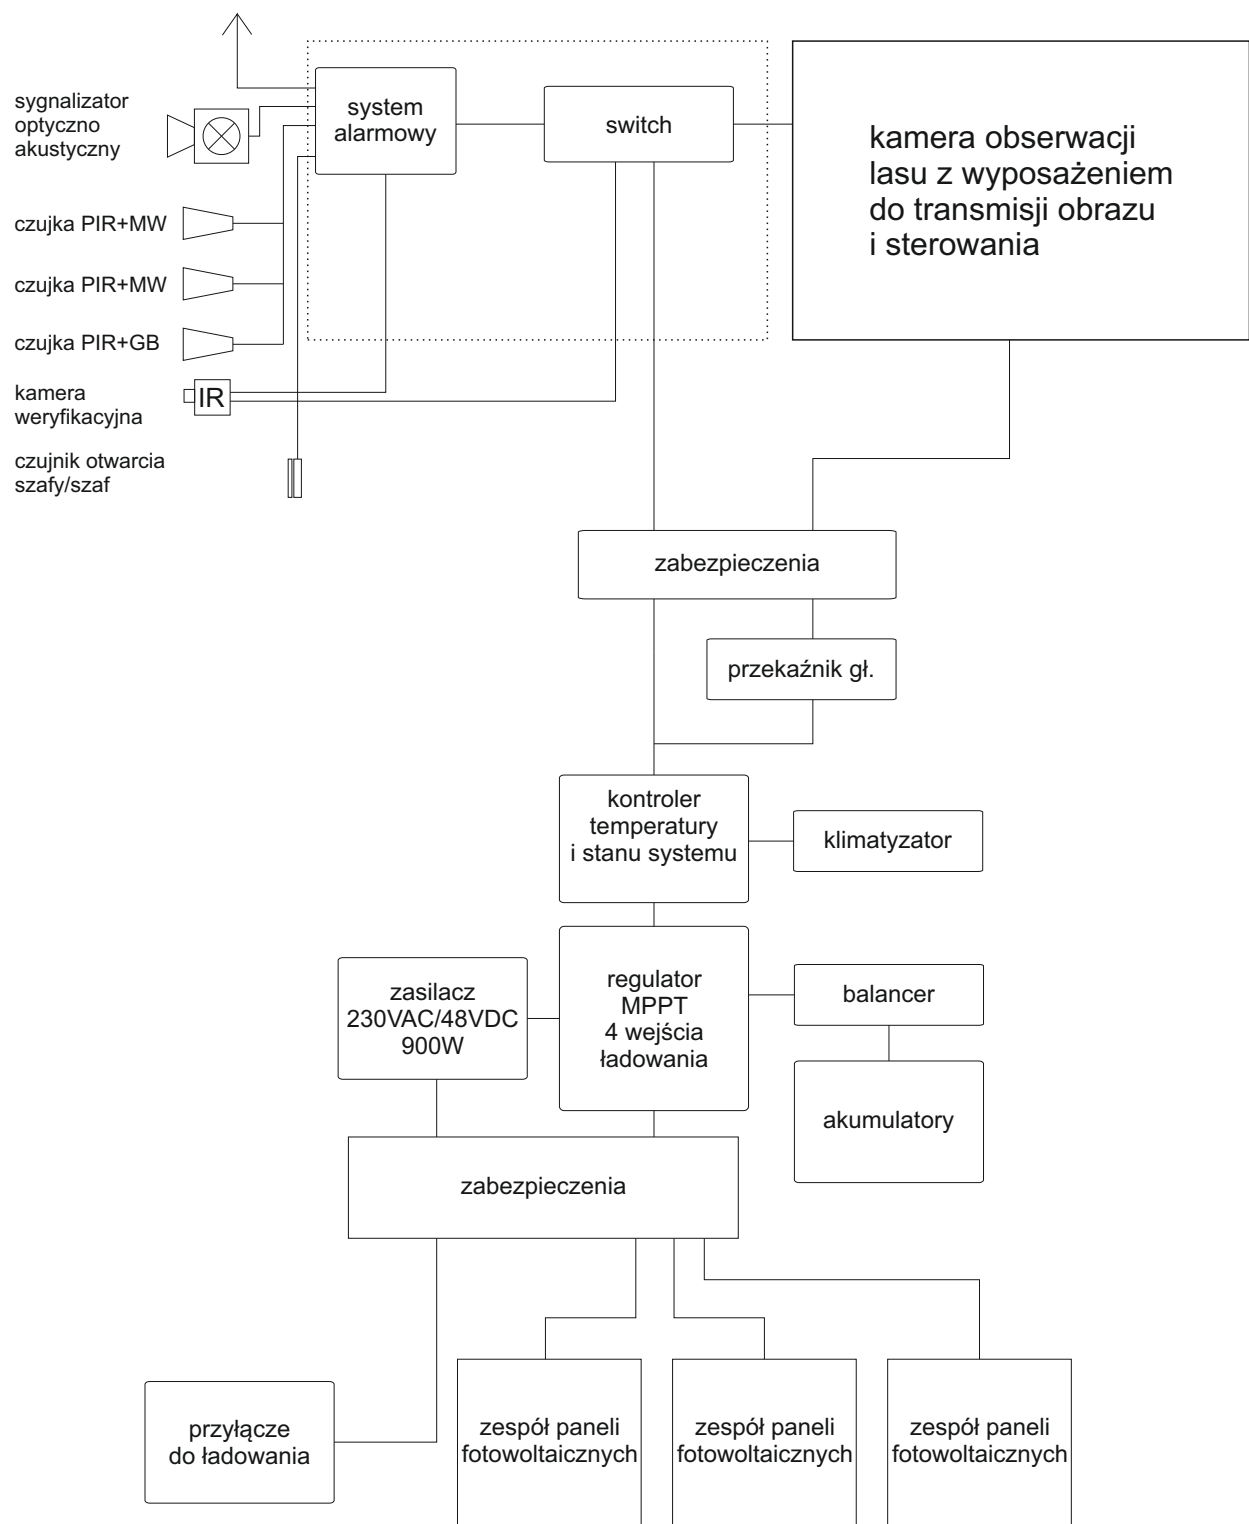 sygnalizator
optyczno
akustyczny
system
alarmowy
switch
kamera obserwacji
lasu z wyposażeniem
do transmisji obrazu
i sterowania
czujka PIR+MW
czujka PIR+MW
czujka PIR+GB
kamera
weryfikacyjna
IR
czujnik otwarcia
szafy/szaf
zabezpieczenia
przekaźnik gł.
kontroler
temperatury
i stanu systemu
klimatyzator
zasilacz
230VAC/48VDC
900W
regulator
MPPT
4 wejścia
ładowania
balancer
akumulatory
zabezpieczenia
przyłącze
do ładowania
zespół paneli
fotowoltaicznych
zespół paneli
fotowoltaicznych
zespół paneli
fotowoltaicznych